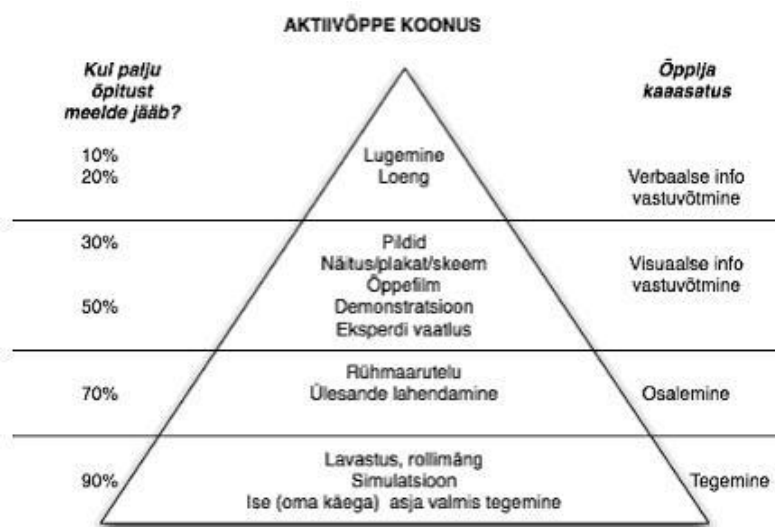 AKTIIVÕPPE KOONUS
Kui palju
õpitust
meelde jääb?
Õppija
kaaasatus
10%
20%
Lugemine
Loeng
Verbaalse info
vastuvõtmine
30%
50%
Pildid
Näitus/plakat/skeem
Õppefilm
Demonstratsioon
Eksperdi vaatlus
Visuaalse info
vastuvõtmine
70%
Rühmaarutelu
Ülesande lahendamine
Osalemine
90%
Lavastus, rollimäng
Simulatsioon
Ise (oma käega) asja valmis tegemine
Tegemine